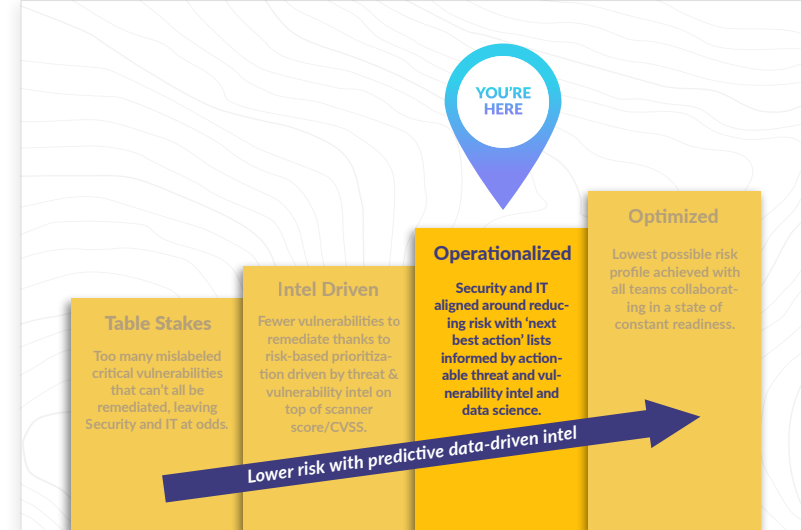 YOU'RE
HERE
Table Stakes
Too many mislabeled
critical vulnerabilities
that can't all be
remediated, leaving
Security and IT at odds.
Intel Driven
Fewer vulnerabilities to
remediate thanks to
risk-based prioritiza-
tion driven by threat &
vulnerability intel on
top of scanner
score/CVSS.
Operationalized
Security and IT
aligned around reduc-
ing risk with ‘next
best action’ lists
informed by action-
able threat and vul-
nerability intel and
data science.
Optimized
Lowest possible risk
profile achieved with
all teams collaborat-
ing in a state of
constant readiness.
Lower risk with predictive data-driven intel